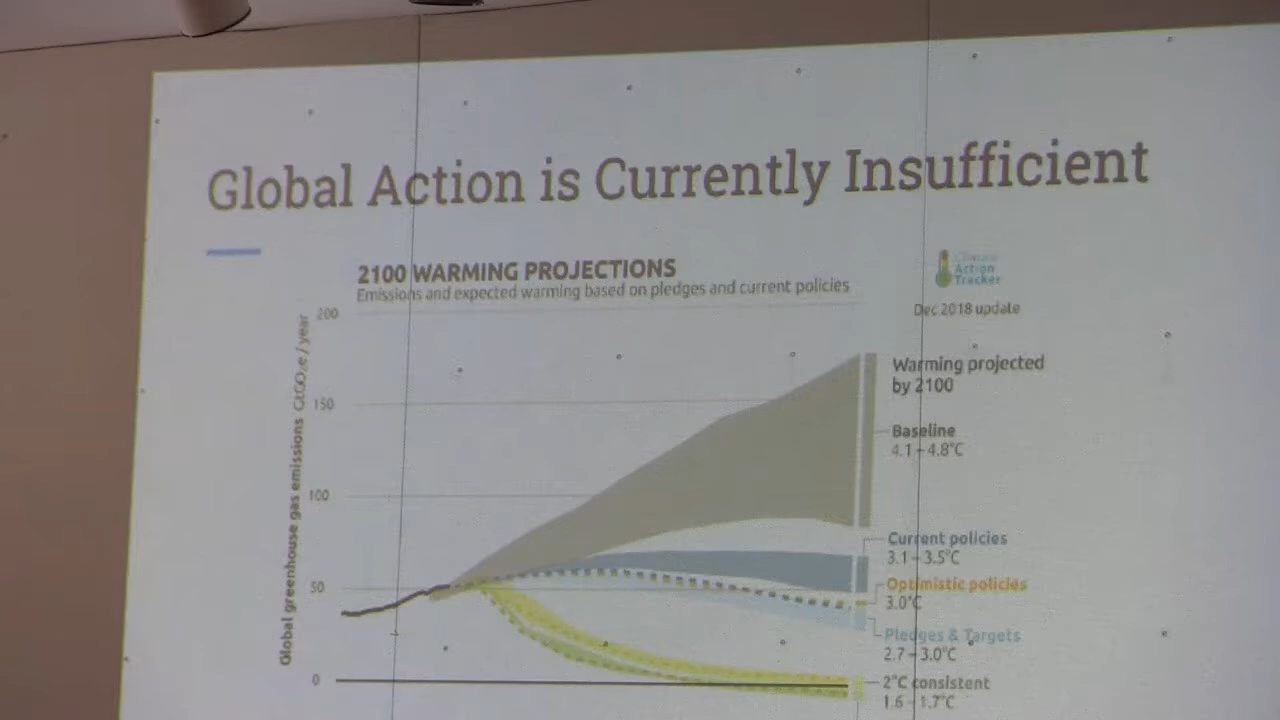 Global Action is Currently Insufficient
2100 WARMING PROJECTIONS
Emissions and expected warming based on pledges and current policies
Climate
Action
Tracker
Dec 2018 update
Global greenhouse gas emissions GtCO₂e / year
200
150
100
50
0
Warming projected
by 2100
Baseline
4.1 – 4.8°C
Current policies
3.1 – 3.5°C
Optimistic policies
3.0°C
Pledges & Targets
2.7 – 3.0°C
2°C consistent
1.6 – 1.7°C